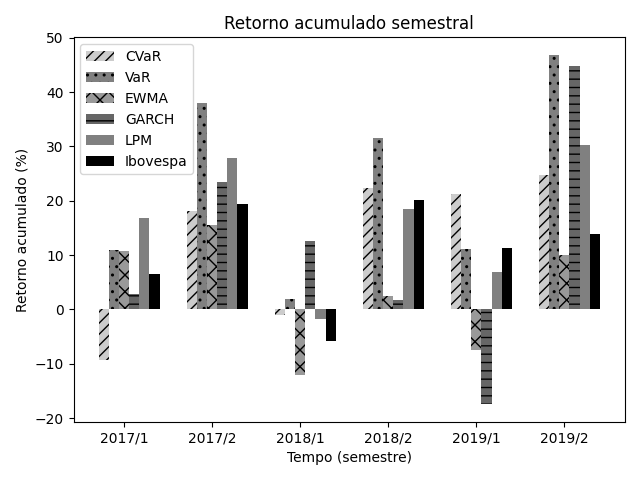 Retorno acumulado semestral
Retorno acumulado (%)
50
40
30
20
10
0
−10
−20
CVaR
VaR
EWMA
GARCH
LPM
Ibovespa
2017/1 2017/2 2018/1 2018/2 2019/1 2019/2
Tempo (semestre)